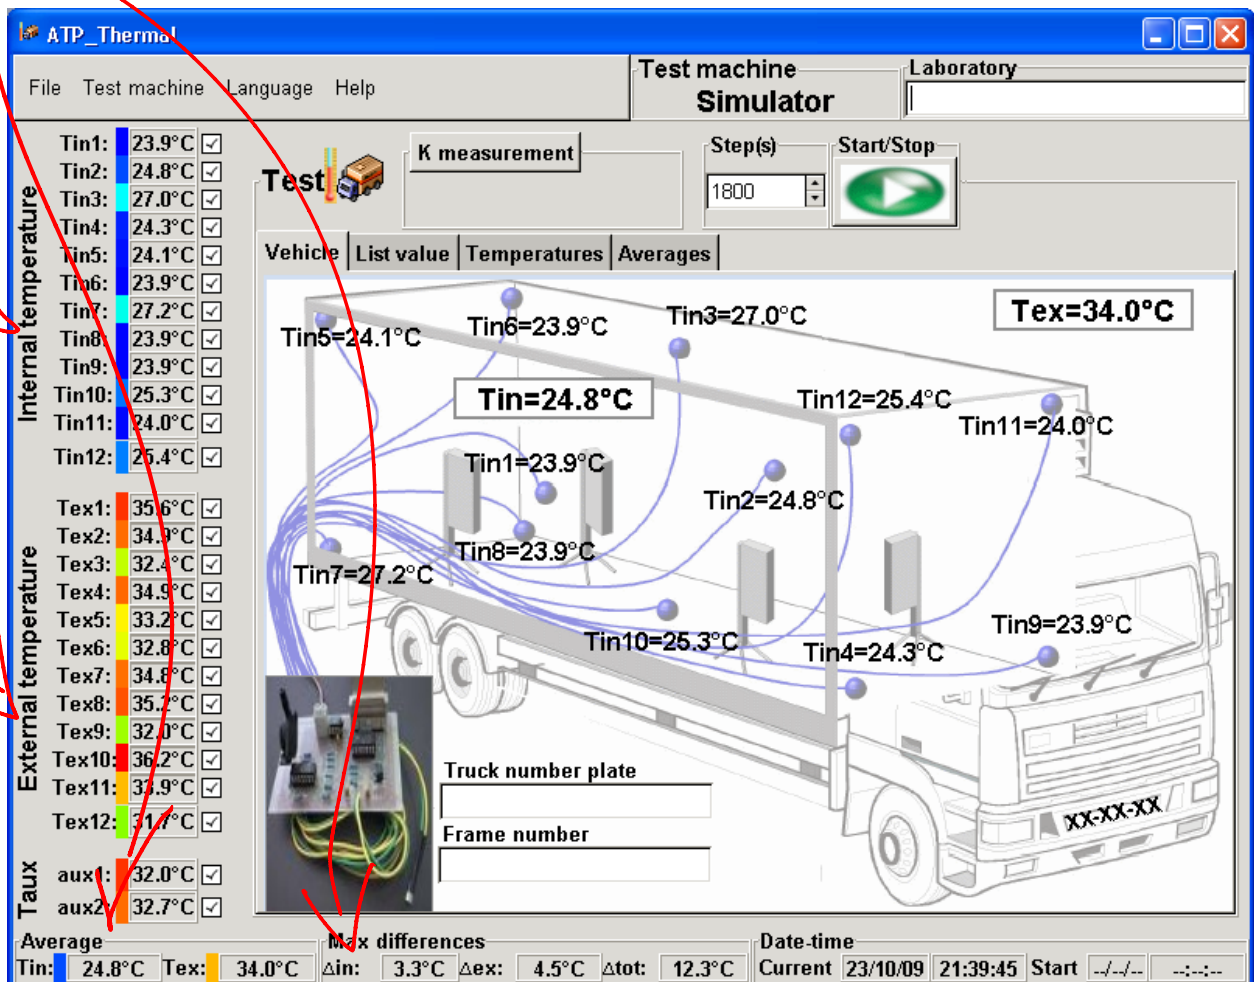 ATP_Thermal
File Test machine Language Help
Test machine
Simulator
Laboratory
Internal temperature
Tin1: 23.9°C
Tin2: 24.8°C
Tin3: 27.0°C
Tin4: 24.3°C
Tin5: 24.1°C
Tin6: 23.9°C
Tin7: 27.2°C
Tin8: 23.9°C
Tin9: 23.9°C
Tin10: 25.3°C
Tin11: 24.0°C
Tin12: 25.4°C
External temperature
Tex1: 35.6°C
Tex2: 34.9°C
Tex3: 32.4°C
Tex4: 34.9°C
Tex5: 33.2°C
Tex6: 32.8°C
Tex7: 34.8°C
Tex8: 35.2°C
Tex9: 32.0°C
Tex10: 36.2°C
Tex11: 33.9°C
Tex12: 31.7°C
Taux
aux1: 32.0°C
aux2: 32.7°C
Test
K measurement
Step(s)
1800
Start/Stop
Vehicle List value Temperatures Averages
Tex=34.0°C
Tin3=27.0°C
Tin6=23.9°C
Tin5=24.1°C
Tin=24.8°C
Tin12=25.4°C
Tin11=24.0°C
Tin1=23.9°C
Tin2=24.8°C
Tin8=23.9°C
Tin7=27.2°C
Tin10=25.3°C
Tin9=23.9°C
Tin4=24.3°C
Truck number plate
Frame number
XX-XX-XX
Average
Tin: 24.8°C Tex: 34.0°C
Max differences
Δin: 3.3°C Δex: 4.5°C Δtot: 12.3°C
Date-time
Current 23/10/09 21:39:45 Start --/--/-- --:--:--